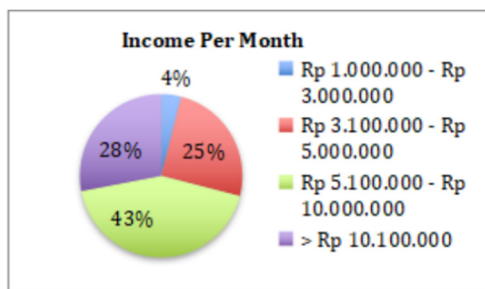 Income Per Month
4%
25%
43%
28%
Rp 1.000.000 - Rp
3.000.000
Rp 3.100.000 - Rp
5.000.000
Rp 5.100.000 - Rp
10.000.000
> Rp 10.100.000